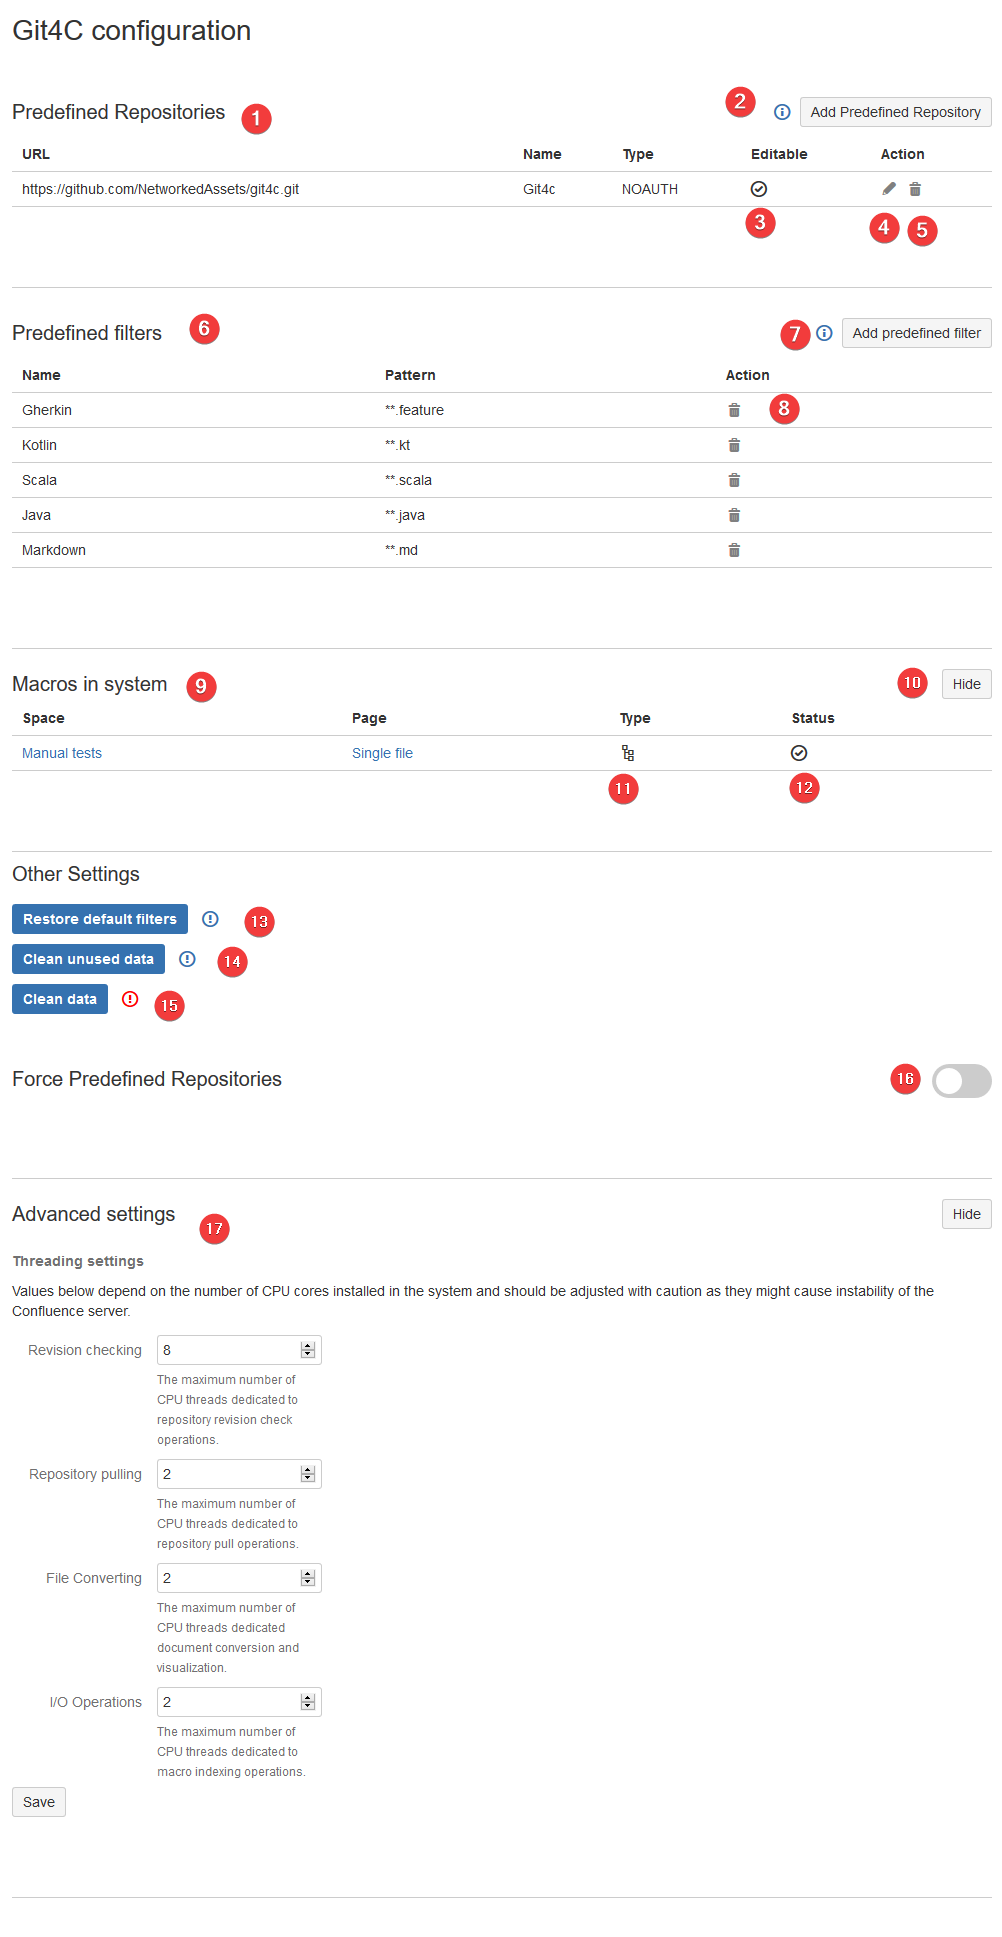 Git4C configuration
Predefined Repositories 1 2 Add Predefined Repository
URL Name Type Editable Action
https://github.com/NetworkedAssets/git4c.git Git4c NOAUTH
3 4 5
Predefined filters 6 7 Add predefined filter
Name Pattern Action
Gherkin **.feature 8
Kotlin **.kt
Scala **.scala
Java **.java
Markdown **.md
Macros in system 9 10 Hide
Space Page Type Status
Manual tests Single file
11 12
Other Settings
Restore default filters 13
Clean unused data 14
Clean data 15
Force Predefined Repositories 16
Advanced settings 17 Hide
Threading settings
Values below depend on the number of CPU cores installed in the system and should be adjusted with caution as they might cause instability of the
Confluence server.
Revision checking 8
The maximum number of
CPU threads dedicated to
repository revision check
operations.
Repository pulling 2
The maximum number of
CPU threads dedicated to
repository pull operations.
File Converting 2
The maximum number of
CPU threads dedicated
document conversion and
visualization.
I/O Operations 2
The maximum number of
CPU threads dedicated to
macro indexing operations.
Save